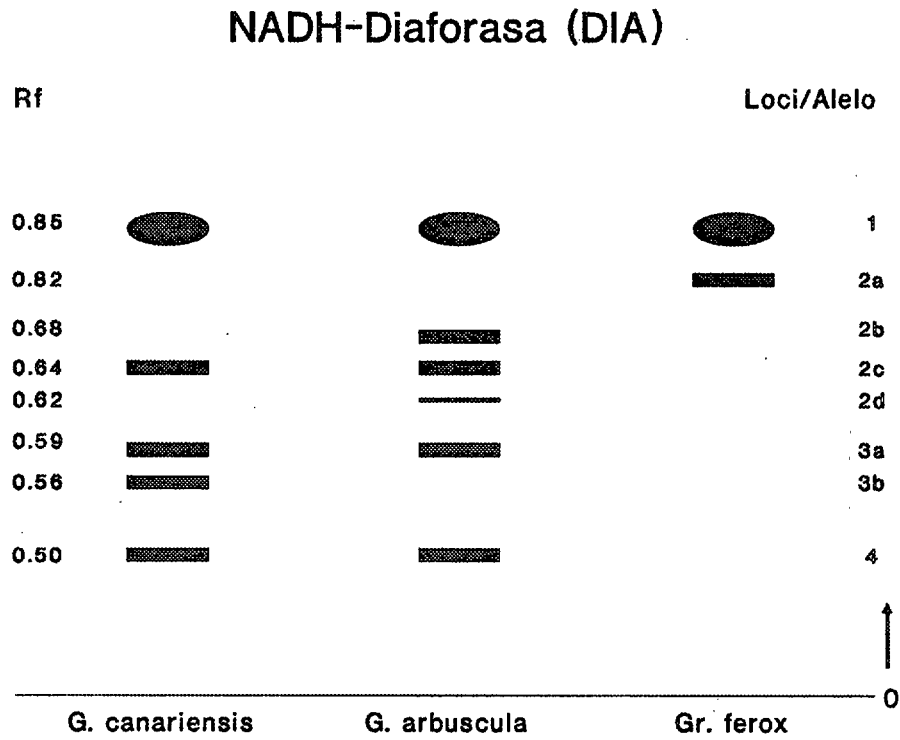 NADH-Diaforasa (DIA)
Rf Loci/Alelo
0.85 1
0.82 2a
0.68 2b
0.64 2c
0.62 2d
0.59 3a
0.56 3b
0.50 4
0
G. canariensis G. arbuscula Gr. ferox